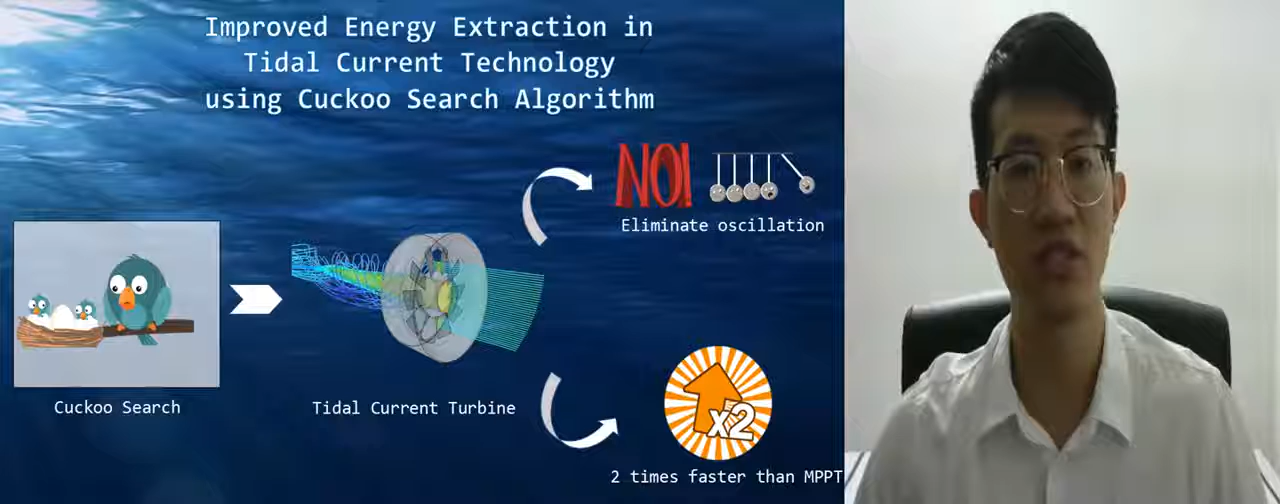 Improved Energy Extraction in
Tidal Current Technology
using Cuckoo Search Algorithm
NO!
Eliminate oscillation
Cuckoo Search
Tidal Current Turbine
x2
2 times faster than MPPT